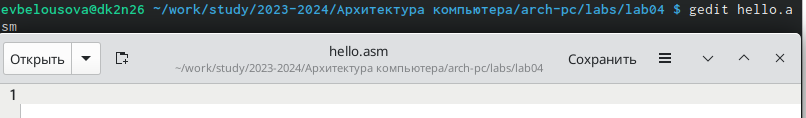 evbelousova@dk2n26 ~/work/study/2023-2024/Архитектура компьютера/arch-pc/labs/lab04 $ gedit hello.a
sm
Открыть
hello.asm
~/work/study/2023-2024/Архитектура компьютера/arch-pc/labs/lab04
Сохранить
1